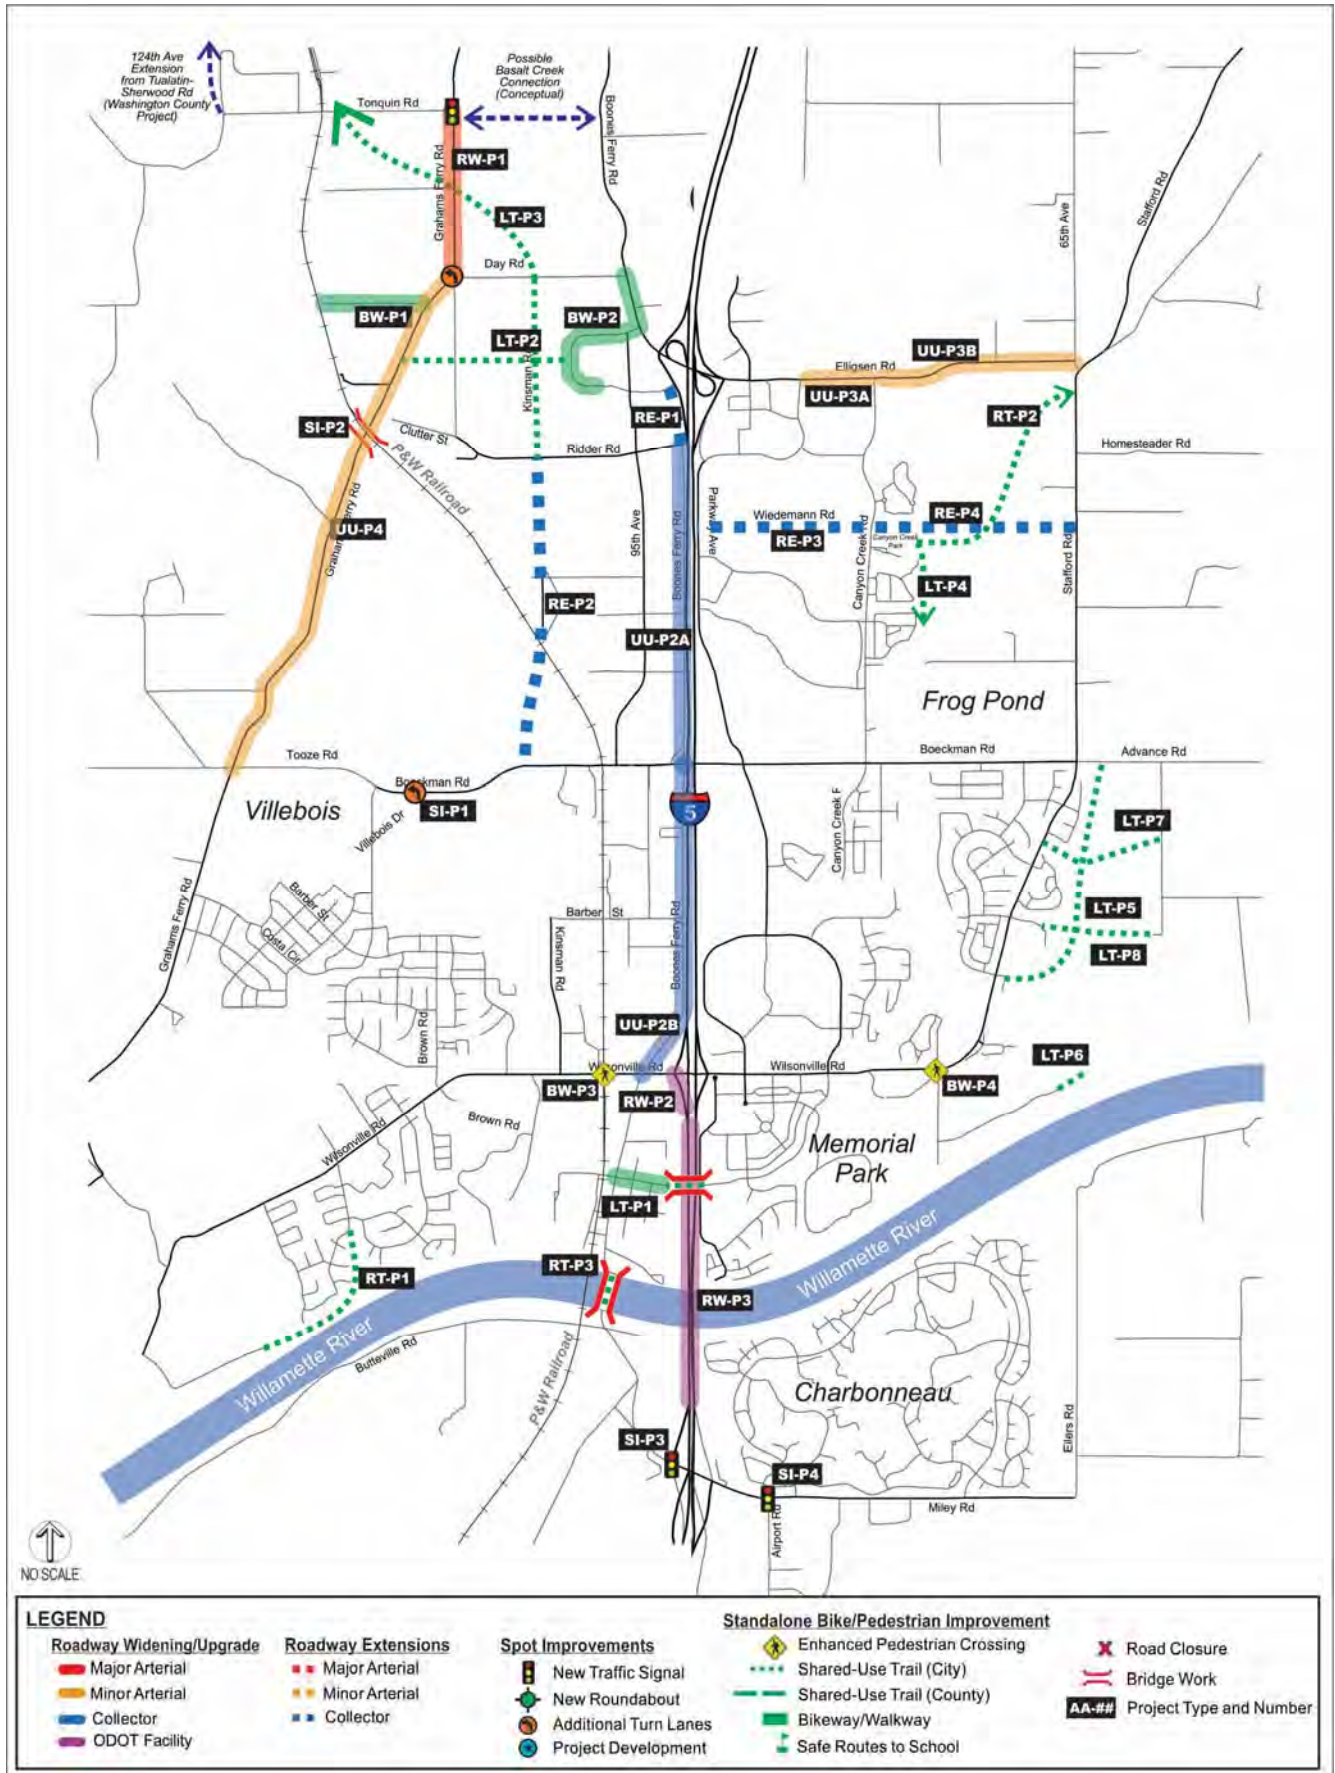 124th Ave
Extension
from Tualatin-
Sherwood Rd
(Washington County
Project)
Possible
Basalt Creek
Connection
(Conceptual)
Tonquin Rd
Boones Ferry Rd
Grahams Ferry Rd
RW-P1
LT-P3
65th Ave
Stafford Rd
Day Rd
BW-P1
BW-P2
LT-P2
Kinsman R
UU-P3B
Elligsen Rd
UU-P3A
RE-P1
RT-P2
SI-P2
Clutter St
P&W Railroad
Ridder Rd
Homesteader Rd
Grahams Ferry Rd
UU-P4
95th Ave
Boones Ferry Rd
Parkway Ave
Wiedemann Rd
RE-P3
RE-P4
Canyon Creek
Park
Canyon Creek Rd
Stafford Rd
LT-P4
RE-P2
UU-P2A
Frog Pond
Tooze Rd
Boeckman Rd
Boeckman Rd
Advance Rd
Villebois
Villebois Dr
SI-P1
5
Canyon Creek F
LT-P7
LT-P5
LT-P8
Grahams Ferry Rd
Barber St
Costa Cir
Barber St
Kinsman Rd
Boones Ferry Rd
Brown Rd
UU-P2B
Wilsonville Rd
Wilsonville Rd
LT-P6
BW-P3
BW-P4
RW-P2
Brown Rd
Wilsonville Rd
Memorial
Park
LT-P1
Willamette River
RT-P3
RT-P1
RW-P3
Willamette River
Butteville Rd
P&W Railroad
Charbonneau
Eilers Rd
SI-P3
SI-P4
Miley Rd
Airport Rd
NO SCALE
LEGEND
Roadway Widening/Upgrade
Major Arterial
Minor Arterial
Collector
ODOT Facility
Roadway Extensions
Major Arterial
Minor Arterial
Collector
Spot Improvements
New Traffic Signal
New Roundabout
Additional Turn Lanes
Project Development
Standalone Bike/Pedestrian Improvement
Enhanced Pedestrian Crossing
Shared-Use Trail (City)
Shared-Use Trail (County)
Bikeway/Walkway
Safe Routes to School
Road Closure
Bridge Work
AA-## Project Type and Number